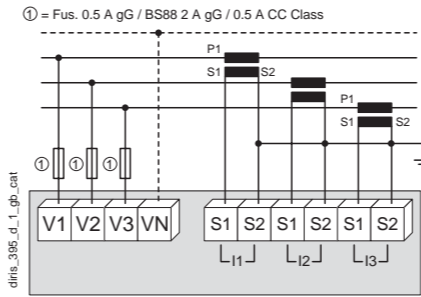 ① = Fus. 0.5 A gG / BS88 2 A gG / 0.5 A CC Class
P1
S1 S2
P1
S1 S2
① ① ①
V1 V2 V3 VN S1 S2 S1 S2 S1 S2
I1 I2 I3
diris_395_d_1_gb_cat